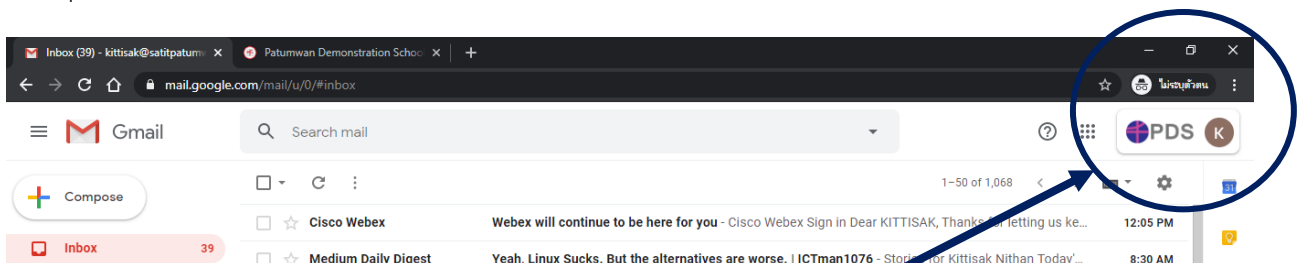 Inbox (39) - kittisak@satitpatumw
Patumwan Demonstration Schoo
mail.google.com/mail/u/0/#inbox
ไม่ระบุตัวตน
Gmail
Search mail
PDS K
Compose
1–50 of 1,068
31
Cisco Webex Webex will continue to be here for you - Cisco Webex Sign in Dear KITTISAK, Thanks for letting us ke... 12:05 PM
Inbox 39
Medium Daily Digest Yeah, Linux Sucks. But the alternatives are worse. | ICTman1076 - Stories for Kittisak Nithan Today'... 8:30 AM